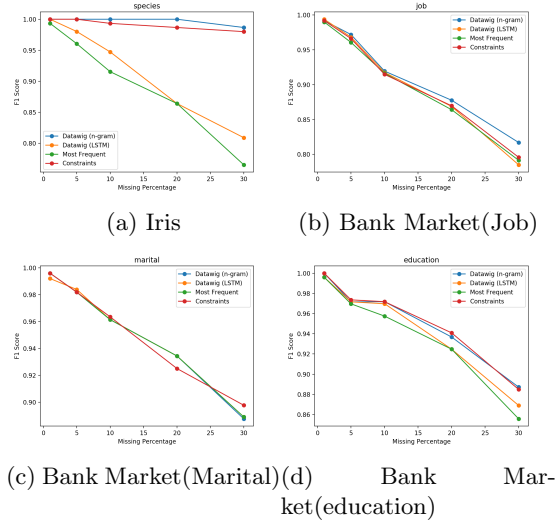 species
1.00
0.95
0.90
0.85
0.80
F1 Score
0 5 10 15 20 25 30
Missing Percentage
Datawig (n-gram)
Datawig (LSTM)
Most Frequent
Constraints
(a) Iris
job
1.00
0.95
0.90
0.85
0.80
F1 Score
0 5 10 15 20 25 30
Missing Percentage
Datawig (n-gram)
Datawig (LSTM)
Most Frequent
Constraints
(b) Bank Market(Job)
marital
1.00
0.98
0.96
0.94
0.92
0.90
F1 Score
0 5 10 15 20 25 30
Missing Percentage
Datawig (n-gram)
Datawig (LSTM)
Most Frequent
Constraints
(c) Bank Market(Marital)
education
1.00
0.98
0.96
0.94
0.92
0.90
0.88
0.86
F1 Score
0 5 10 15 20 25 30
Missing Percentage
Datawig (n-gram)
Datawig (LSTM)
Most Frequent
Constraints
(d) Bank Mar-
ket(education)